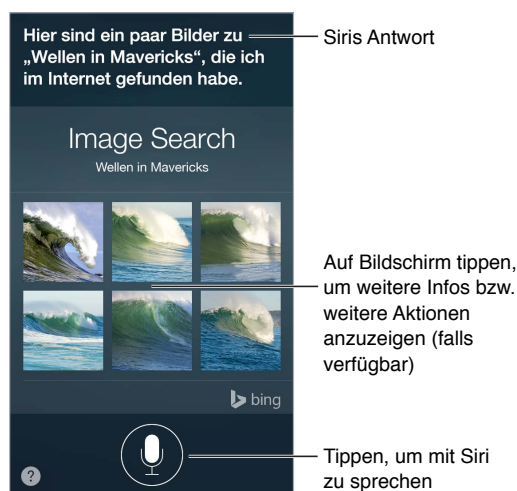 Hier sind ein paar Bilder zu
„Wellen in Mavericks“, die ich
im Internet gefunden habe.
Siris Antwort
Image Search
Wellen in Mavericks
Auf Bildschirm tippen,
um weitere Infos bzw.
weitere Aktionen
anzuzeigen (falls
verfügbar)
bing
?
Tippen, um mit Siri
zu sprechen